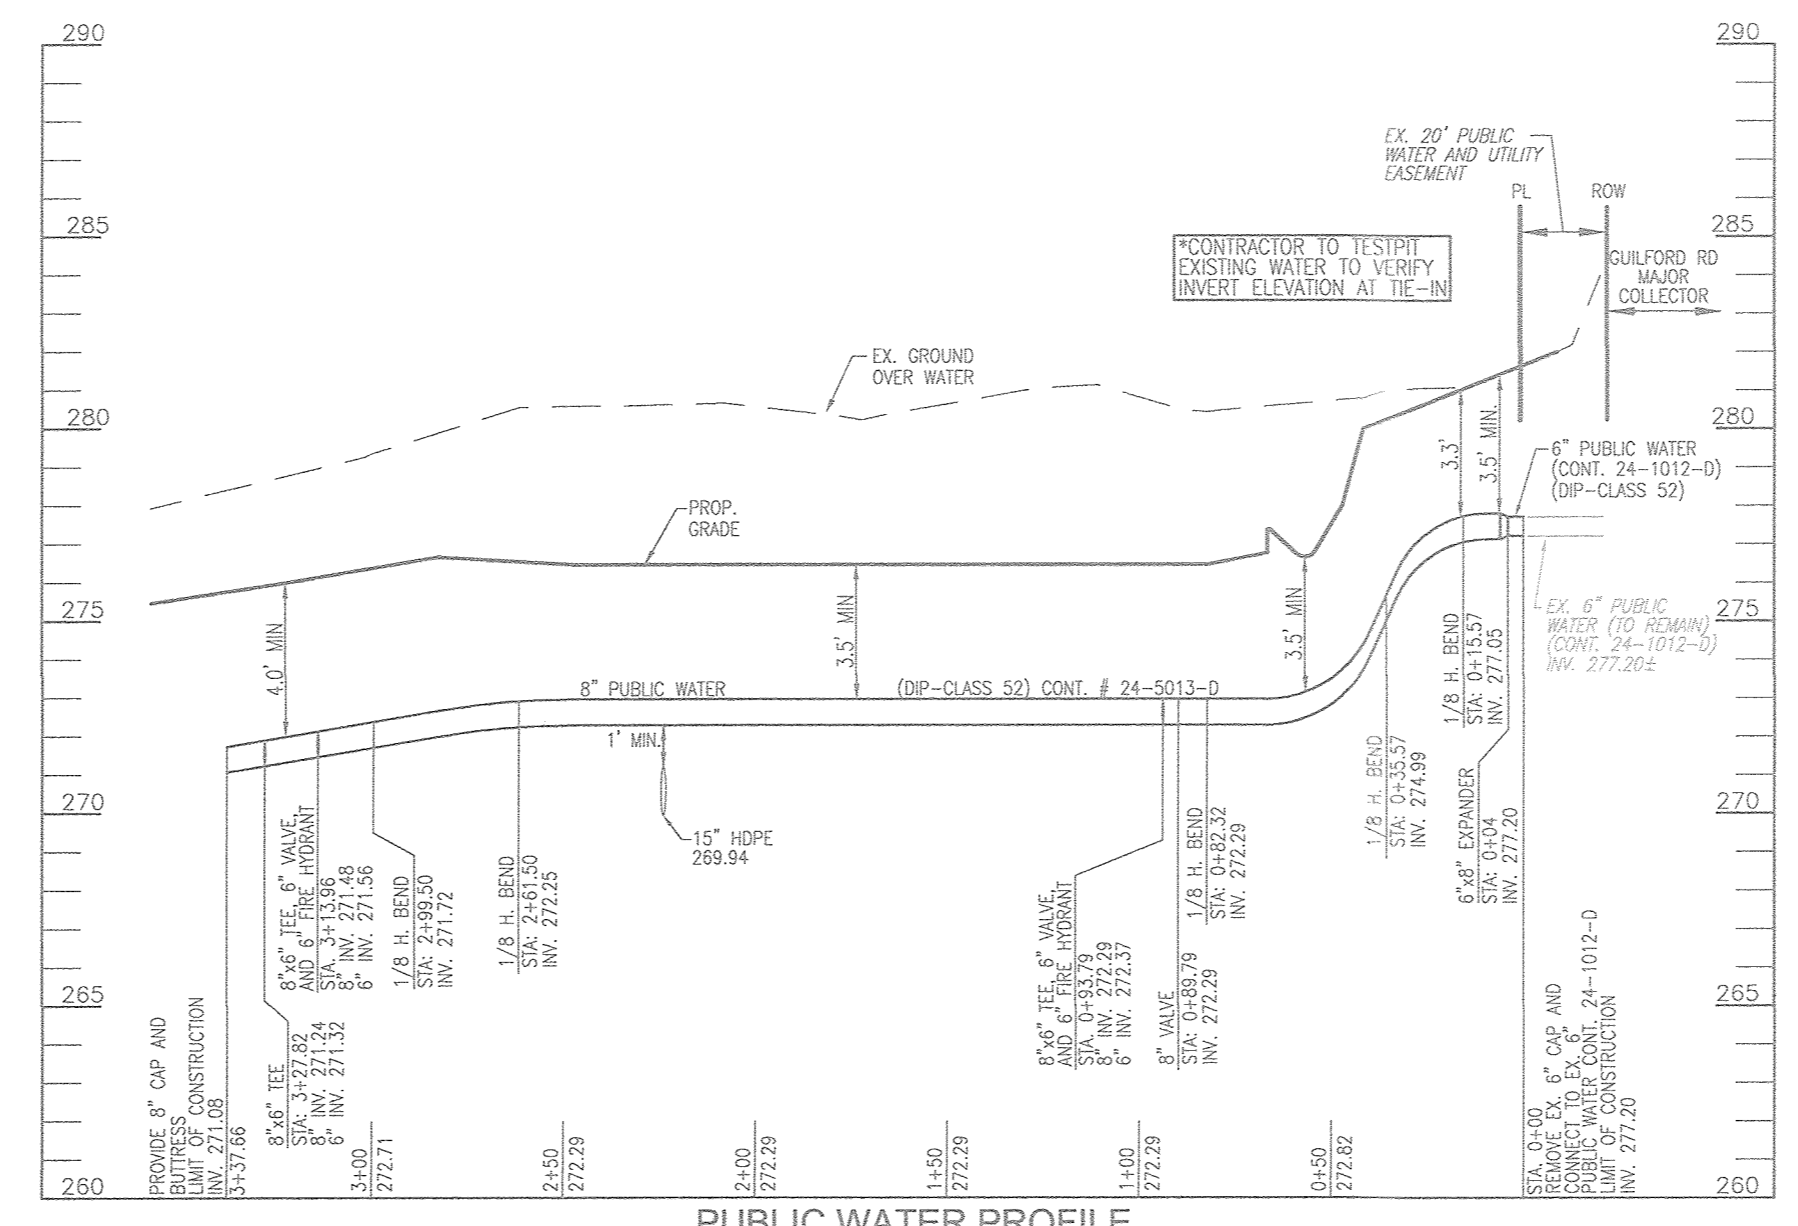 290
285
280
275
270
265
260
290
285
280
275
270
265
260
EX. 20' PUBLIC
WATER AND UTILITY
EASEMENT
PL
ROW
*CONTRACTOR TO TESTPIT
EXISTING WATER TO VERIFY
INVERT ELEVATION AT TIE-IN
GUILFORD RD
MAJOR
COLLECTOR
EX. GROUND
OVER WATER
PROP.
GRADE
6" PUBLIC WATER
(CONT. 24-1012-D)
(DIP-CLASS 52)
EX. 6" PUBLIC
WATER (TO REMAIN)
(CONT. 24-1012-D)
INV. 277.20±
4.0' MIN
3.5' MIN
3.5' MIN
3.3'
3.5' MIN.
8" PUBLIC WATER
(DIP-CLASS 52) CONT. # 24-5013-D
1' MIN.
15" HDPE
269.94
PROVIDE 8" CAP AND
BUTTRESS
LIMIT OF CONSTRUCTION
INV. 271.08
3+37.66
8"x6" TEE
STA: 3+27.82
8" INV. 271.24
6" INV. 271.32
8"x6" TEE, 6" VALVE,
AND 6" FIRE HYDRANT
STA. 3+13.96
8" INV. 271.48
6" INV. 271.56
1/8 H. BEND
STA: 2+99.50
INV. 271.72
1/8 H. BEND
STA: 2+61.50
INV. 272.25
8"x6" TEE, 6" VALVE,
AND 6" FIRE HYDRANT
STA. 0+93.79
8" INV. 272.29
6" INV. 272.37
8" VALVE
STA: 0+89.79
INV. 272.29
1/8 H. BEND
STA: 0+82.32
INV. 272.29
1/8 H. BEND
STA: 0+35.57
INV. 274.99
1/8 H. BEND
STA: 0+15.57
INV. 277.05
6"x8" EXPANDER
STA: 0+04
INV. 277.20
STA. 0+00
REMOVE EX. 6" CAP AND
CONNECT TO EX. 6"
PUBLIC WATER CONT. 24-1012-D
LIMIT OF CONSTRUCTION
INV. 277.20
3+00
272.71
2+50
272.29
2+00
272.29
1+50
272.29
1+00
272.29
0+50
272.82
PUBLIC WATER PROFILE